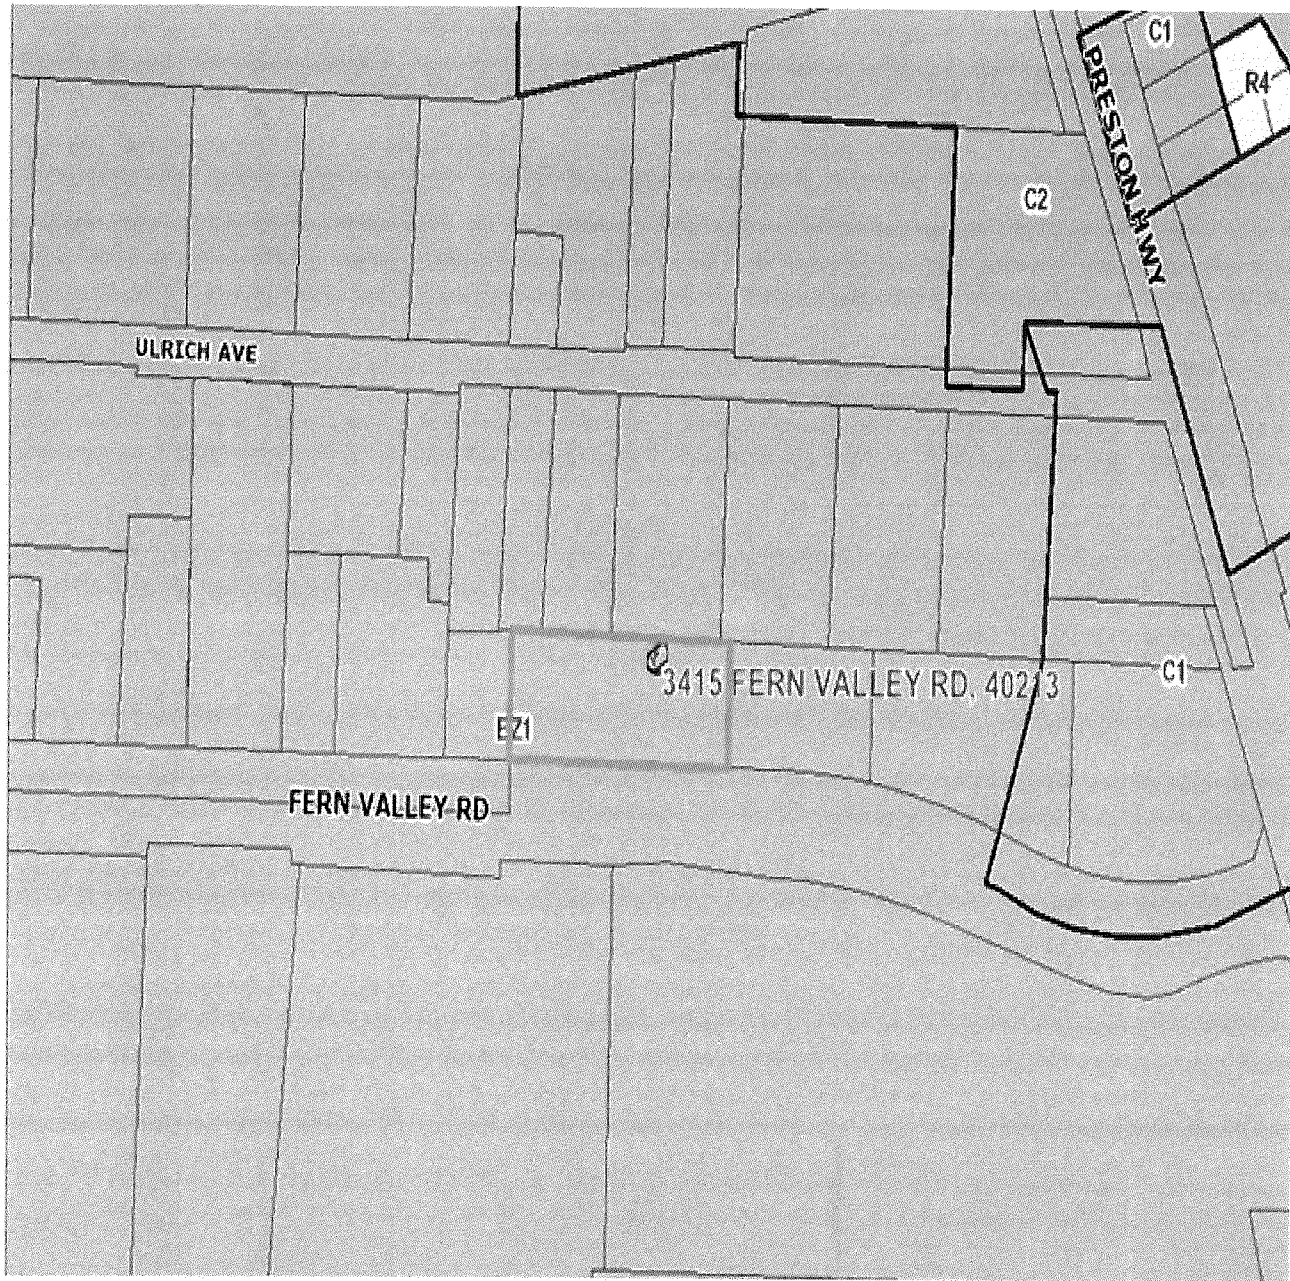 C1
R4
PRESTON HWY
C2
ULRICH AVE
3415 FERN VALLEY RD, 40213
C1
EZ1
FERN VALLEY RD